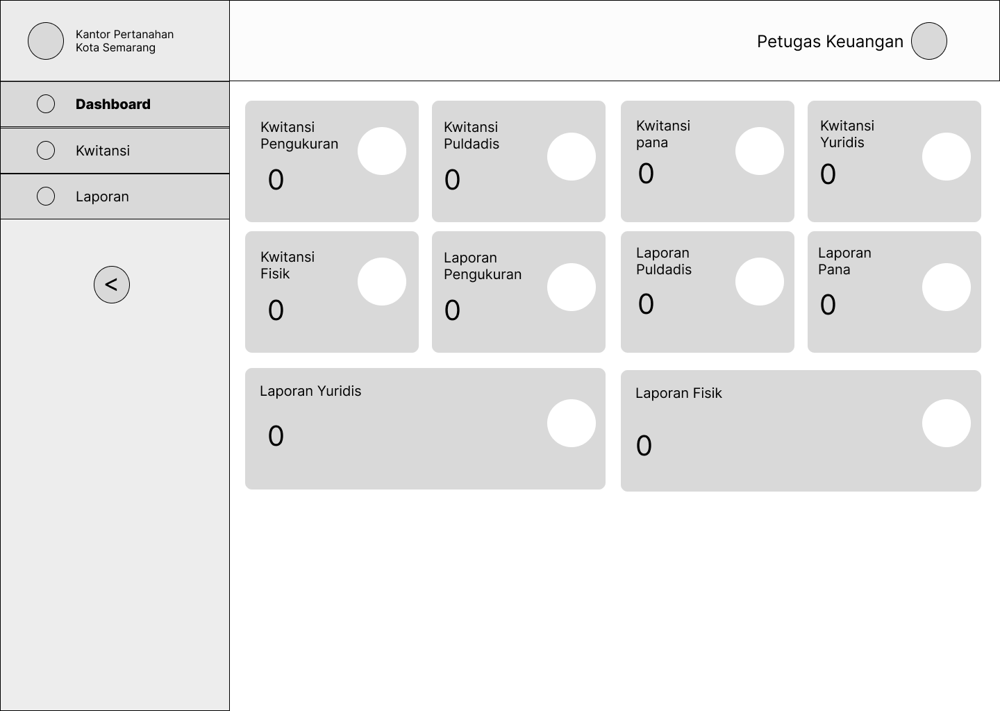 Kantor Pertanahan
Kota Semarang
Petugas Keuangan
Dashboard
Kwitansi
Laporan
<
Kwitansi
Pengukuran
0
Kwitansi
Puldadis
0
Kwitansi
pana
0
Kwitansi
Yuridis
0
Kwitansi
Fisik
0
Laporan
Pengukuran
0
Laporan
Puldadis
0
Laporan
Pana
0
Laporan Yuridis
0
Laporan Fisik
0